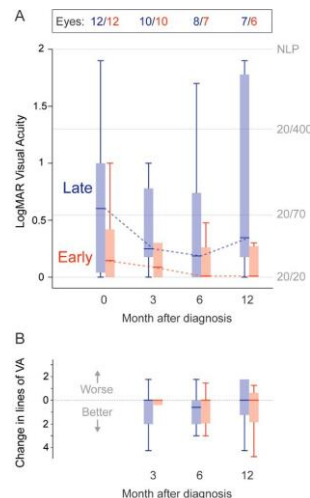 A
Eyes: 12/12 10/10 8/7 7/6
NLP
2
1.5
20/400
1
LogMAR Visual Acuity
Late
20/70
0.5
Early
0
20/20
0 3 6 12
Month after diagnosis
B
Change in lines of VA
2
Worse
0
Better
2
4
3 6 12
Month after diagnosis